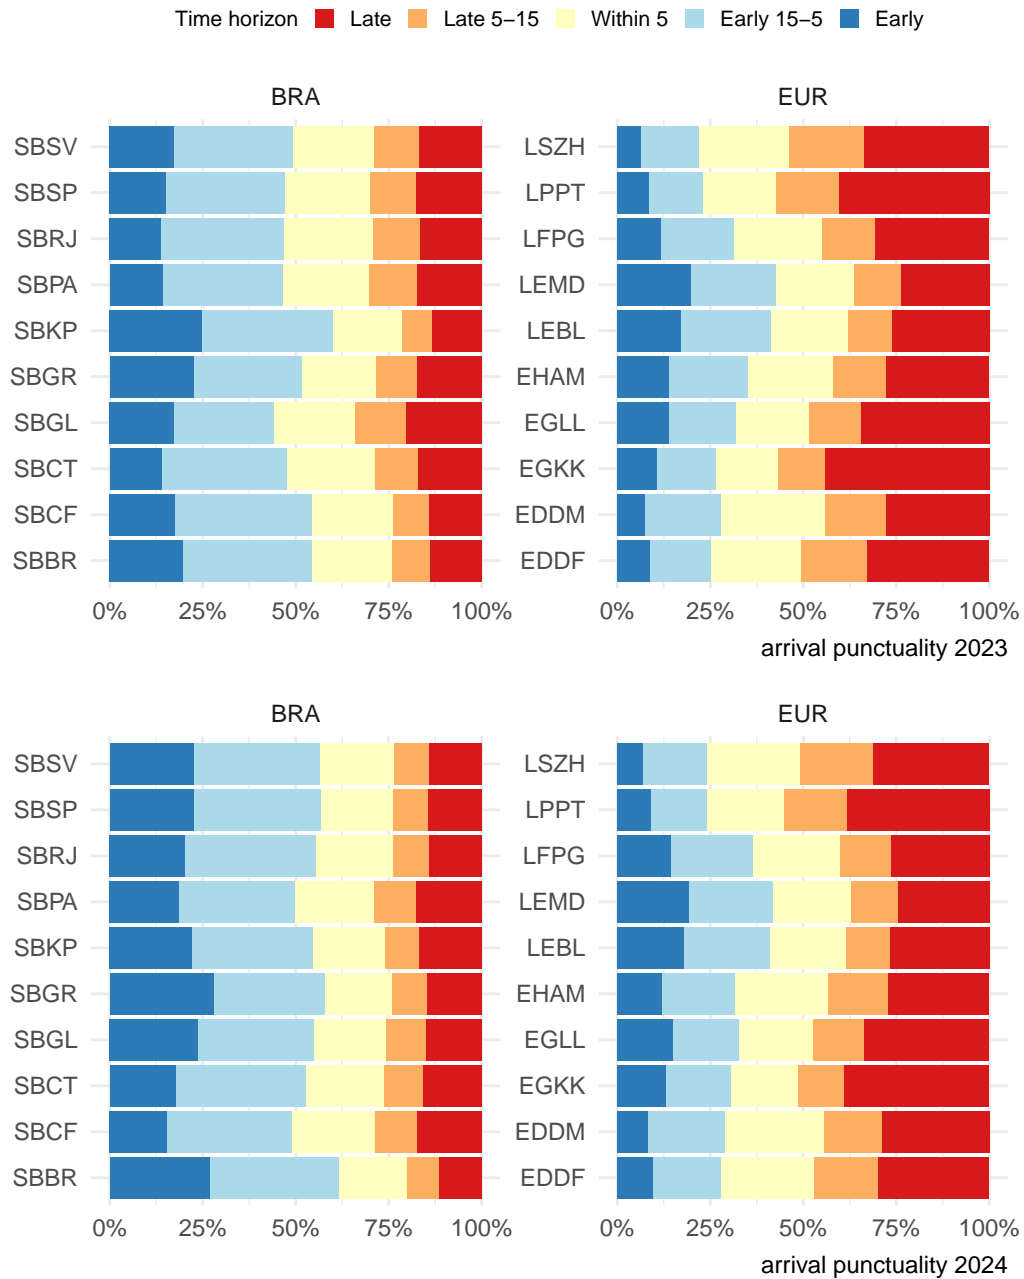 Time horizon Late Late 5–15 Within 5 Early 15–5 Early
BRA
SBSV
SBSP
SBRJ
SBPA
SBKP
SBGR
SBGL
SBCT
SBCF
SBBR
0% 25% 50% 75% 100%
EUR
LSZH
LPPT
LFPG
LEMD
LEBL
EHAM
EGLL
EGKK
EDDM
EDDF
0% 25% 50% 75% 100%
arrival punctuality 2023
BRA
SBSV
SBSP
SBRJ
SBPA
SBKP
SBGR
SBGL
SBCT
SBCF
SBBR
0% 25% 50% 75% 100%
EUR
LSZH
LPPT
LFPG
LEMD
LEBL
EHAM
EGLL
EGKK
EDDM
EDDF
0% 25% 50% 75% 100%
arrival punctuality 2024